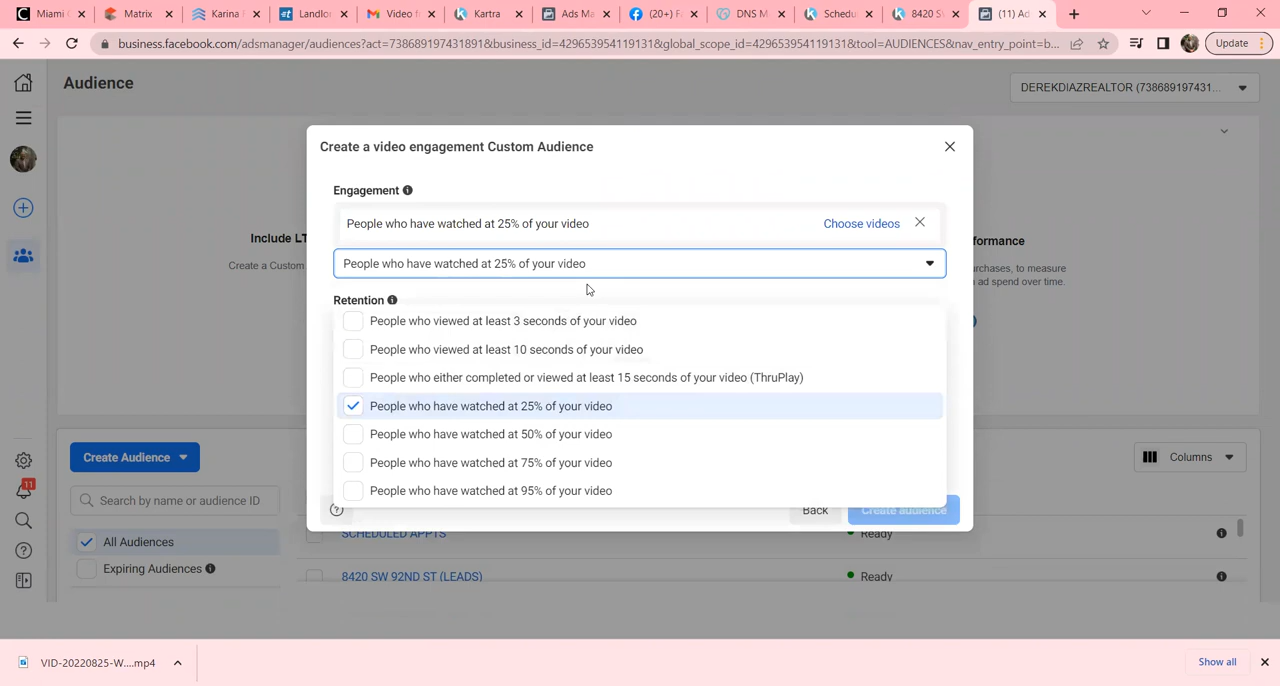 Miami C
Matrix
Karina
Landlor
Video f
Kartra
Ads Ma
(20+) F
DNS M
Schedu
8420 S
(11) Ad
business.facebook.com/adsmanager/audiences?act=738689197431891&business_id=429653954119131&global_scope_id=429653954119131&tool=AUDIENCES&nav_entry_point=b...
Update
Audience
DEREKDIAZREALTOR (738689197431...
Create a video engagement Custom Audience
Engagement
People who have watched at 25% of your video
Choose videos
Include LT
Create a Custom
formance
rchases, to measure
ad spend over time.
People who have watched at 25% of your video
Retention
People who viewed at least 3 seconds of your video
People who viewed at least 10 seconds of your video
People who either completed or viewed at least 15 seconds of your video (ThruPlay)
People who have watched at 25% of your video
People who have watched at 50% of your video
People who have watched at 75% of your video
People who have watched at 95% of your video
Back
Create audience
Create Audience
Columns
11
Search by name or audience ID
All Audiences
SCHEDULED APPTS
Ready
Expiring Audiences
8420 SW 92ND ST (LEADS)
Ready
VID-20220825-W....mp4
Show all